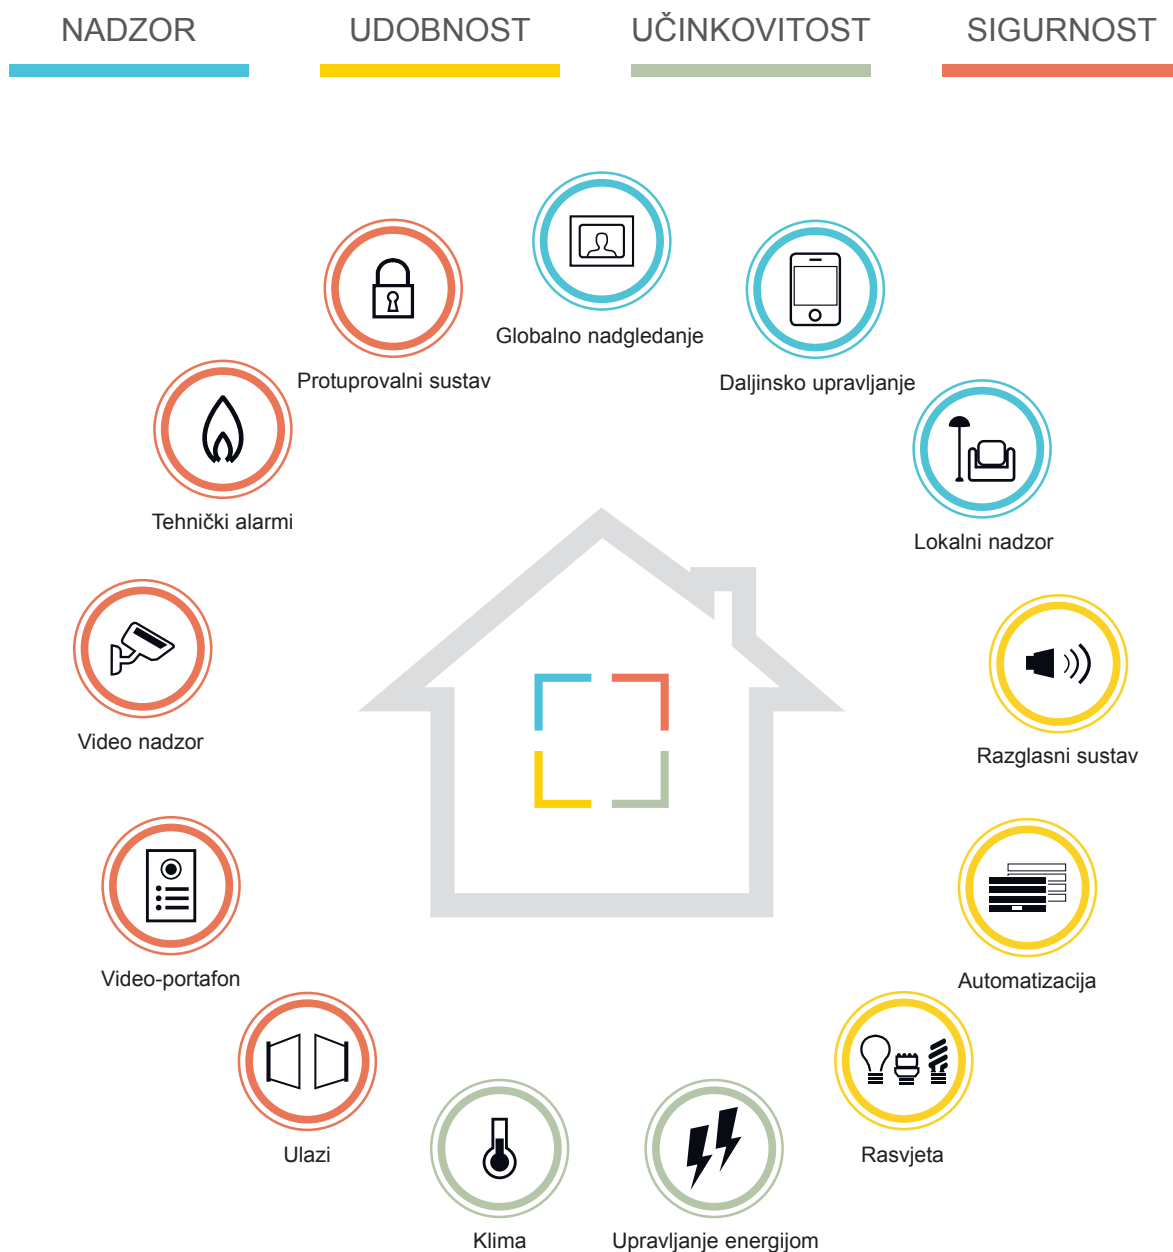 NADZOR
UDOBNOST
UČINKOVITOST
SIGURNOST
Globalno nadgledanje
Daljinsko upravljanje
Protuprovalni sustav
Tehnički alarmi
Lokalni nadzor
Video nadzor
Razglasni sustav
Video-portafon
Automatizacija
Ulazi
Rasvjeta
Klima
Upravljanje energijom